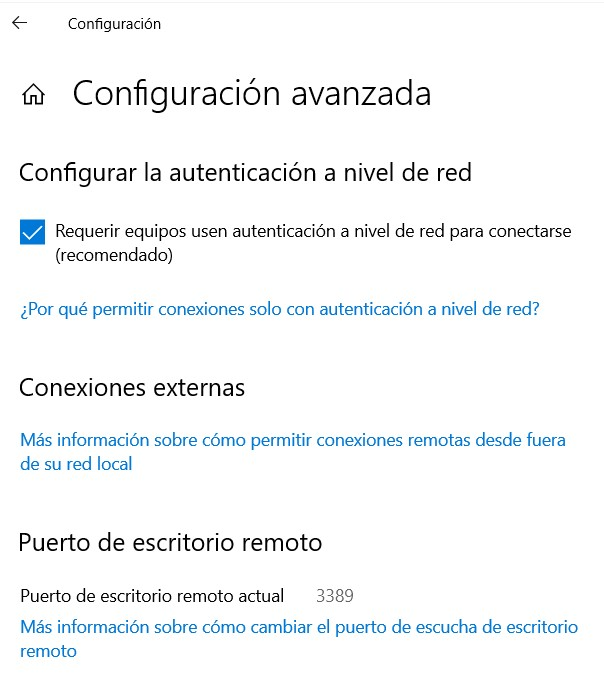 Configuración
Configuración avanzada
Configurar la autenticación a nivel de red
Requerir equipos usen autenticación a nivel de red para conectarse
(recomendado)
¿Por qué permitir conexiones solo con autenticación a nivel de red?
Conexiones externas
Más información sobre cómo permitir conexiones remotas desde fuera
de su red local
Puerto de escritorio remoto
Puerto de escritorio remoto actual 3389
Más información sobre cómo cambiar el puerto de escucha de escritorio
remoto